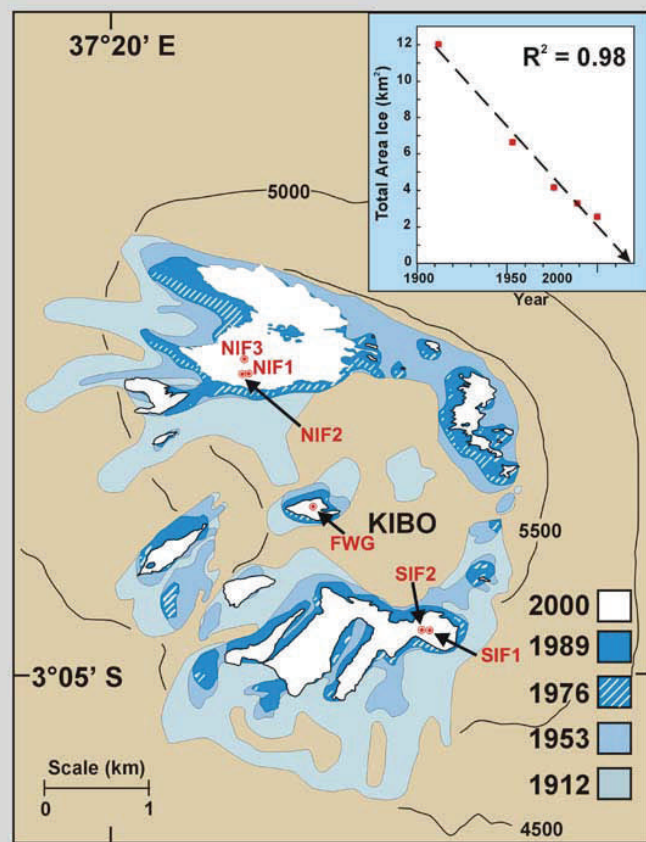 37°20' E
12
10
8
6
4
2
0
Total Area Ice (km²)
R² = 0.98
1900
1950
2000
Year
5000
NIF3
NIF1
NIF2
KIBO
FWG
5500
SIF2
SIF1
3°05' S
2000
1989
1976
1953
1912
Scale (km)
0
1
4500